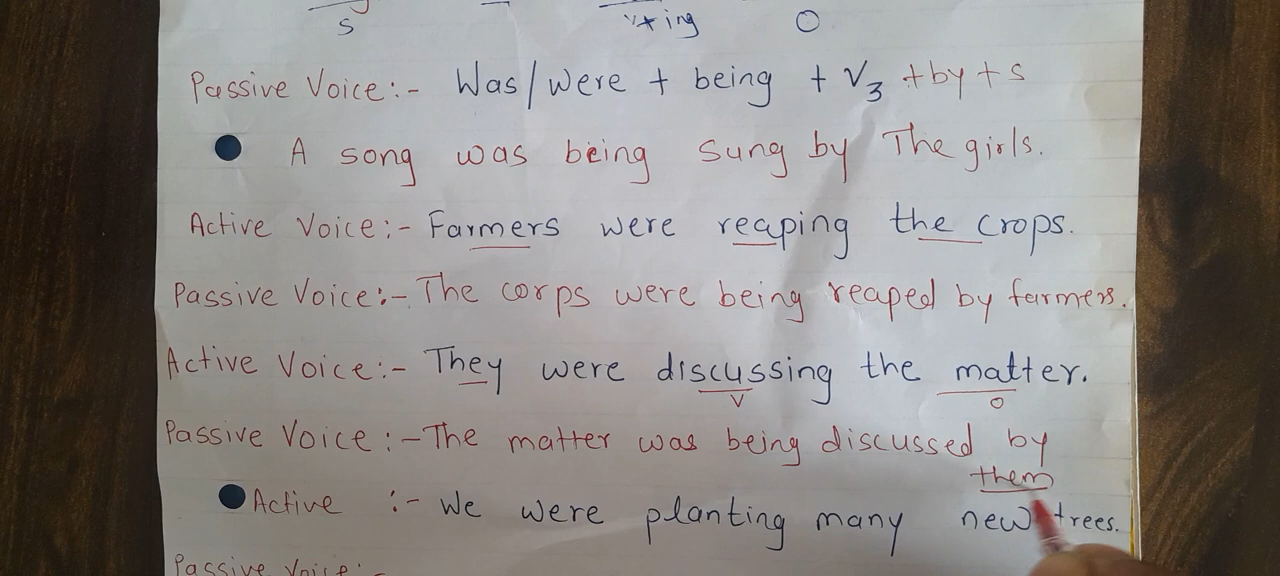 S V+ing O
Passive Voice:- Was/were + being + V3 + by + s
A song was being sung by The girls.
Active Voice:- Farmers were reaping the crops.
Passive Voice:- The corps were being reaped by farmers.
Active Voice:- They were discussing the matter.
V O
Passive Voice:- The matter was being discussed by
them
Active :- We were planting many new trees.
Passive Voice:-